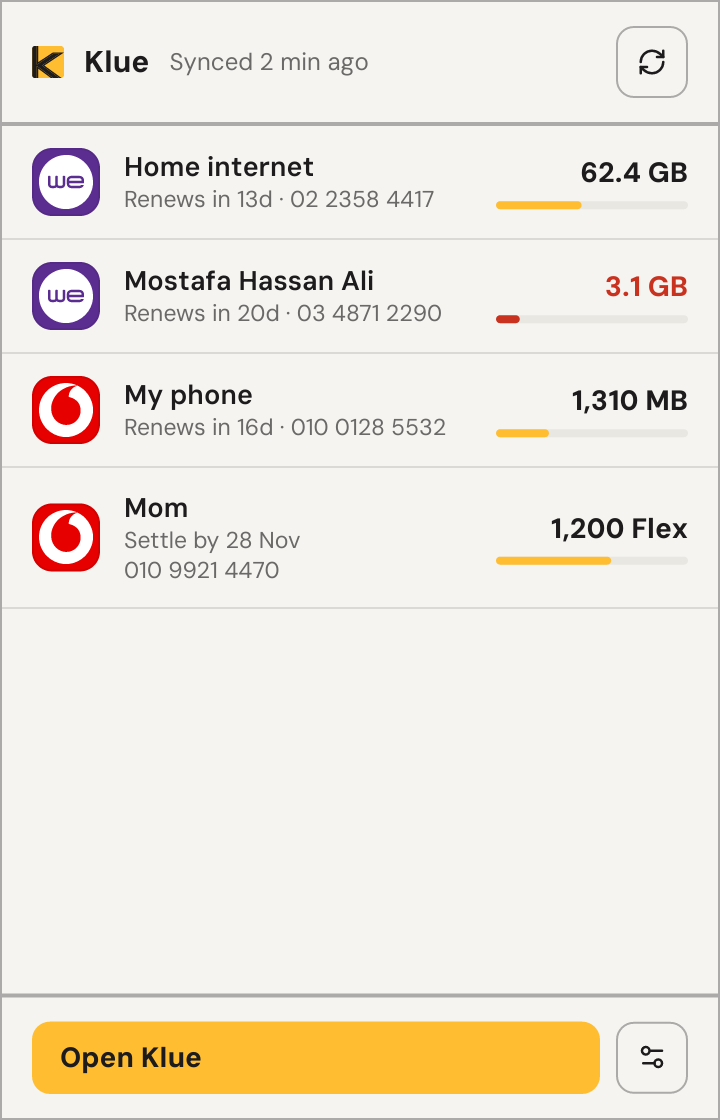 Klue Synced 2 min ago
we
Home internet
Renews in 13d · 02 2358 4417
62.4 GB
we
Mostafa Hassan Ali
Renews in 20d · 03 4871 2290
3.1 GB
My phone
Renews in 16d · 010 0128 5532
1,310 MB
Mom
Settle by 28 Nov
010 9921 4470
1,200 Flex
Open Klue